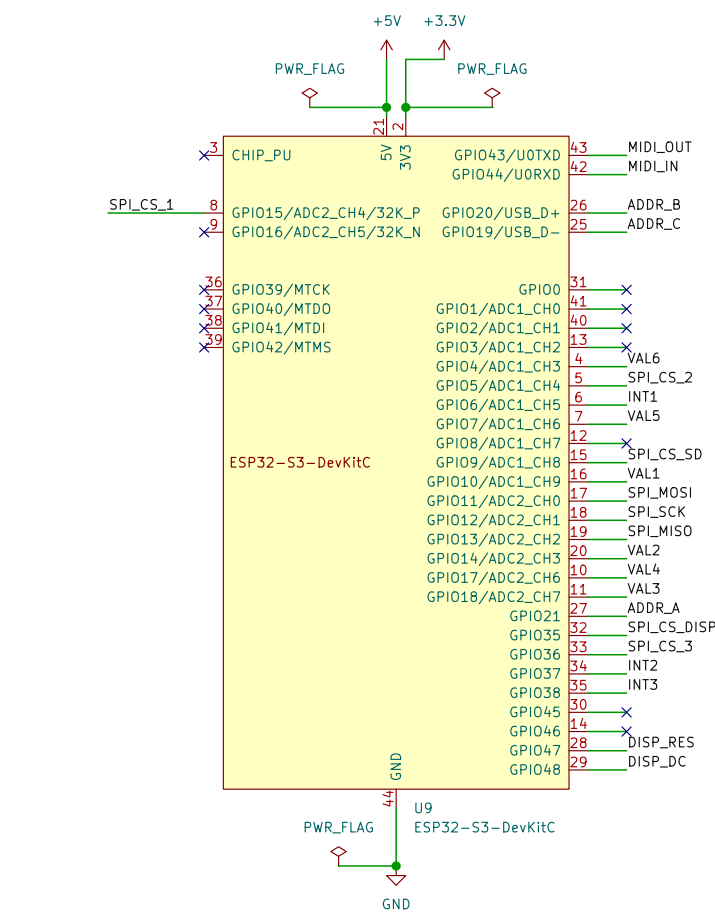 +5V +3.3V
PWR_FLAG PWR_FLAG
21 2
5V 3V3
3 CHIP_PU GPIO43/U0TXD 43 MIDI_OUT
GPIO44/U0RXD 42 MIDI_IN
SPI_CS_1 8 GPIO15/ADC2_CH4/32K_P GPIO20/USB_D+ 26 ADDR_B
9 GPIO16/ADC2_CH5/32K_N GPIO19/USB_D- 25 ADDR_C
36 GPIO39/MTCK GPIO0 31
37 GPIO40/MTDO GPIO1/ADC1_CH0 41
38 GPIO41/MTDI GPIO2/ADC1_CH1 40
39 GPIO42/MTMS GPIO3/ADC1_CH2 13
GPIO4/ADC1_CH3 4 VAL6
GPIO5/ADC1_CH4 5 SPI_CS_2
GPIO6/ADC1_CH5 6 INT1
GPIO7/ADC1_CH6 7 VAL5
GPIO8/ADC1_CH7 12
ESP32-S3-DevKitC GPIO9/ADC1_CH8 15 SPI_CS_SD
GPIO10/ADC1_CH9 16 VAL1
GPIO11/ADC2_CH0 17 SPI_MOSI
GPIO12/ADC2_CH1 18 SPI_SCK
GPIO13/ADC2_CH2 19 SPI_MISO
GPIO14/ADC2_CH3 20 VAL2
GPIO17/ADC2_CH6 10 VAL4
GPIO18/ADC2_CH7 11 VAL3
GPIO21 27 ADDR_A
GPIO35 32 SPI_CS_DISP
GPIO36 33 SPI_CS_3
GPIO37 34 INT2
GPIO38 35 INT3
GPIO45 30
GPIO46 14
GPIO47 28 DISP_RES
GPIO48 29 DISP_DC
GND
44
U9
PWR_FLAG ESP32-S3-DevKitC
GND